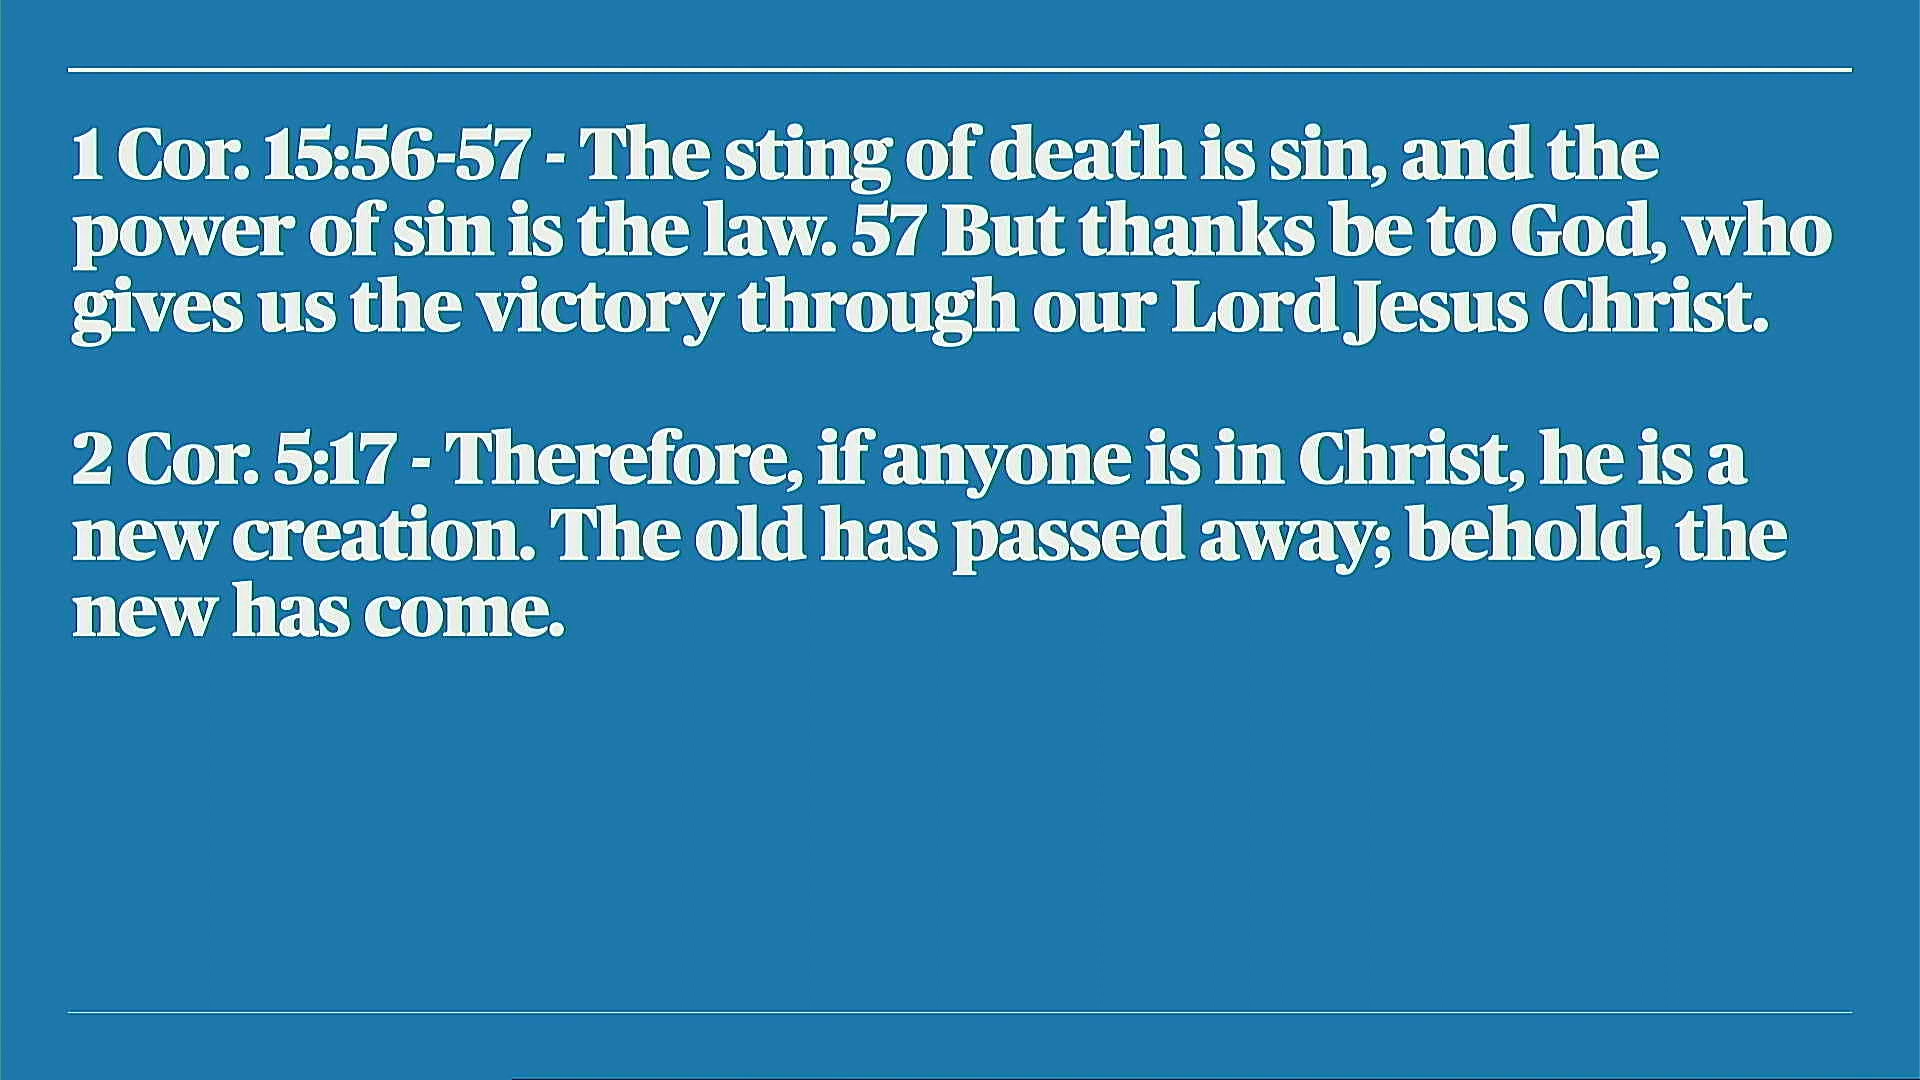 1 Cor. 15:56-57 - The sting of death is sin, and the
power of sin is the law. 57 But thanks be to God, who
gives us the victory through our Lord Jesus Christ.
2 Cor. 5:17 - Therefore, if anyone is in Christ, he is a
new creation. The old has passed away; behold, the
new has come.